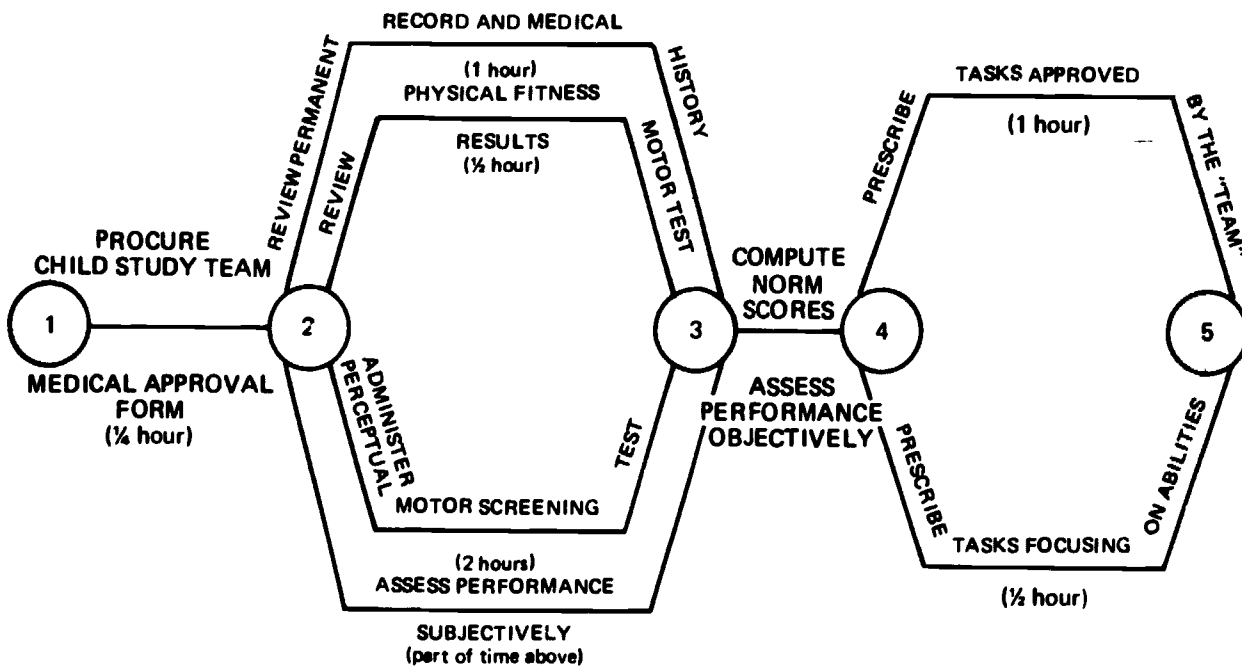 PROCURE
CHILD STUDY TEAM
1
MEDICAL APPROVAL
FORM
(¼ hour)
2
REVIEW PERMANENT
RECORD AND MEDICAL
HISTORY
(1 hour)
REVIEW
PHYSICAL FITNESS
MOTOR TEST
RESULTS
(½ hour)
ADMINISTER
PERCEPTUAL
MOTOR SCREENING
TEST
(2 hours)
ASSESS PERFORMANCE
SUBJECTIVELY
(part of time above)
3
COMPUTE
NORM
SCORES
ASSESS
PERFORMANCE
OBJECTIVELY
4
PRESCRIBE
TASKS APPROVED
BY THE "TEAM"
(1 hour)
PRESCRIBE
TASKS FOCUSING
ON ABILITIES
(½ hour)
5